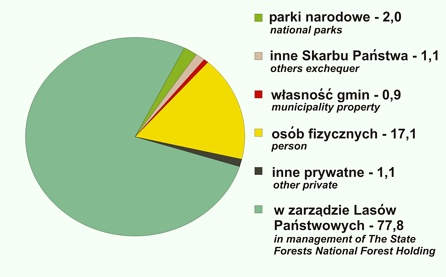 parki narodowe - 2,0
national parks
inne Skarbu Państwa - 1,1
others exchequer
własność gmin - 0,9
municipality property
osób fizycznych - 17,1
person
inne prywatne - 1,1
other private
w zarządzie Lasów
Państwowych - 77,8
in management of The State
Forests National Forest Holding